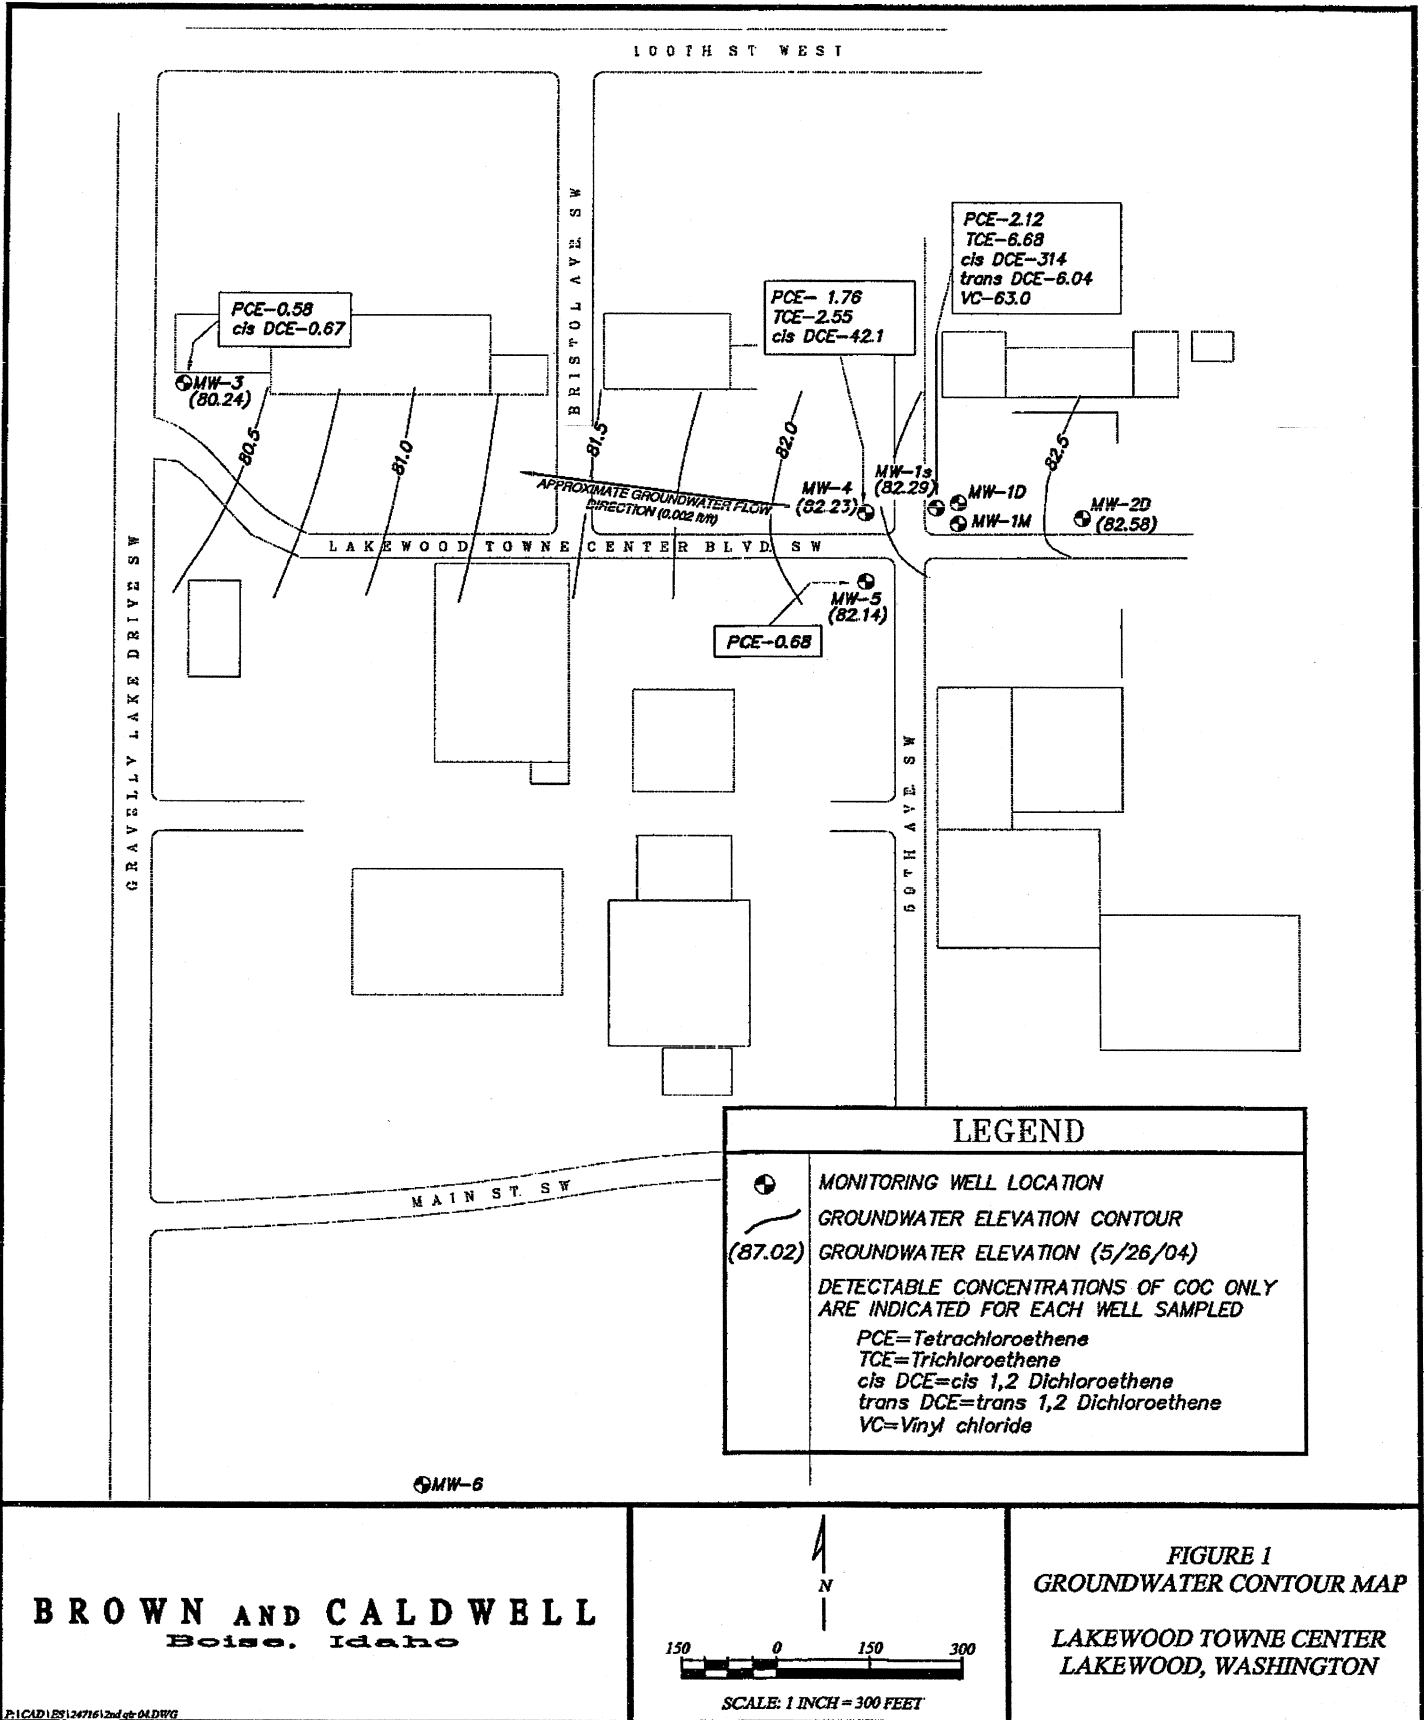 100TH ST WEST
BRISTOL AVE SW
PCE-2.12
TCE-6.68
cis DCE-314
trans DCE-6.04
VC-63.0
PCE-0.58
cis DCE-0.67
PCE- 1.76
TCE-2.55
cis DCE-42.1
MW-3
(80.24)
80.5
81.0
81.5
82.0
82.5
MW-1s
(82.29)
MW-4
(82.23)
MW-1D
MW-1M
MW-2D
(82.58)
APPROXIMATE GROUNDWATER FLOW
DIRECTION (0.002 ft/ft)
LAKEWOOD TOWNE CENTER BLVD. SW
MW-5
(82.14)
PCE-0.68
GRAVELLY LAKE DRIVE SW
59TH AVE SW
MAIN ST. SW
LEGEND
MONITORING WELL LOCATION
GROUNDWATER ELEVATION CONTOUR
(87.02) GROUNDWATER ELEVATION (5/26/04)
DETECTABLE CONCENTRATIONS OF COC ONLY
ARE INDICATED FOR EACH WELL SAMPLED
PCE=Tetrachloroethene
TCE=Trichloroethene
cis DCE=cis 1,2 Dichloroethene
trans DCE=trans 1,2 Dichloroethene
VC=Vinyl chloride
MW-6
BROWN AND CALDWELL
Boise, Idaho
P:\CAD\ES\24716\2nd qtr 04.DWG
N
150 0 150 300
SCALE: 1 INCH = 300 FEET
FIGURE 1
GROUNDWATER CONTOUR MAP
LAKEWOOD TOWNE CENTER
LAKEWOOD, WASHINGTON